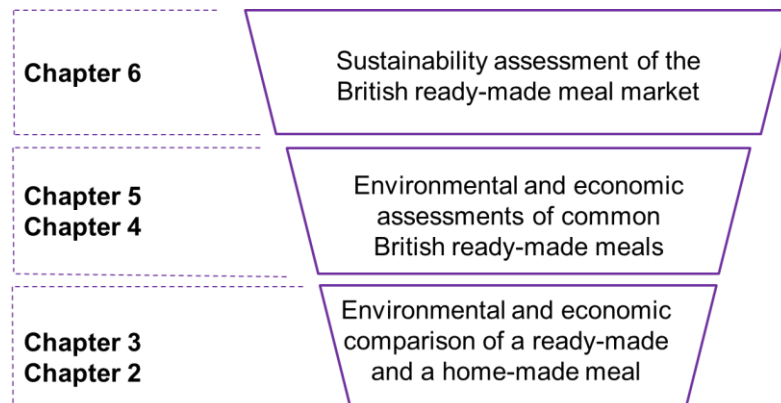 Chapter 6
Sustainability assessment of the
British ready-made meal market
Chapter 5
Chapter 4
Environmental and economic
assessments of common
British ready-made meals
Chapter 3
Chapter 2
Environmental and economic
comparison of a ready-made
and a home-made meal